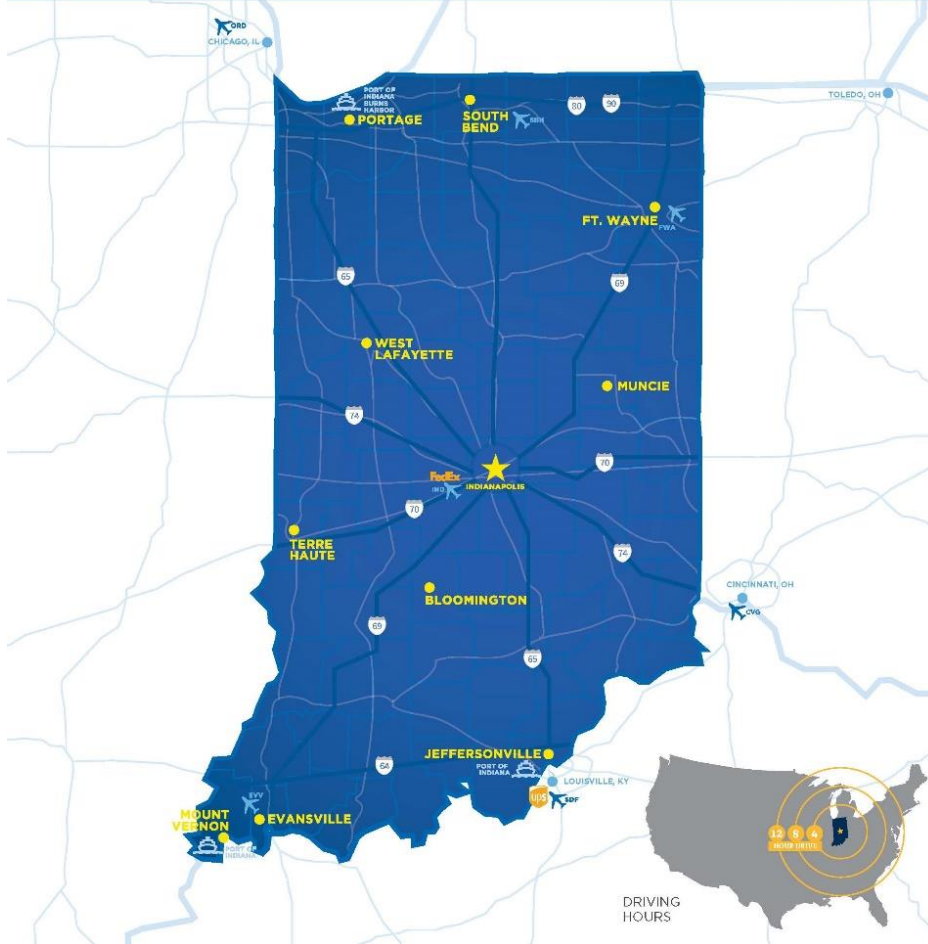 ORD
CHICAGO, IL
TOLEDO, OH
PORT OF
INDIANA
BURNS
HARBOR
PORTAGE
SOUTH
BEND
SBN
80
90
FT. WAYNE
FWA
65
69
WEST
LAFAYETTE
MUNCIE
74
70
FedEx
IND
INDIANAPOLIS
70
TERRE
HAUTE
74
CINCINNATI, OH
CVG
BLOOMINGTON
69
65
JEFFERSONVILLE
PORT OF
INDIANA
64
LOUISVILLE, KY
ups
SDF
EVV
MOUNT
VERNON
EVANSVILLE
PORT OF
INDIANA
12 8 4
HOUR DRIVE
DRIVING
HOURS